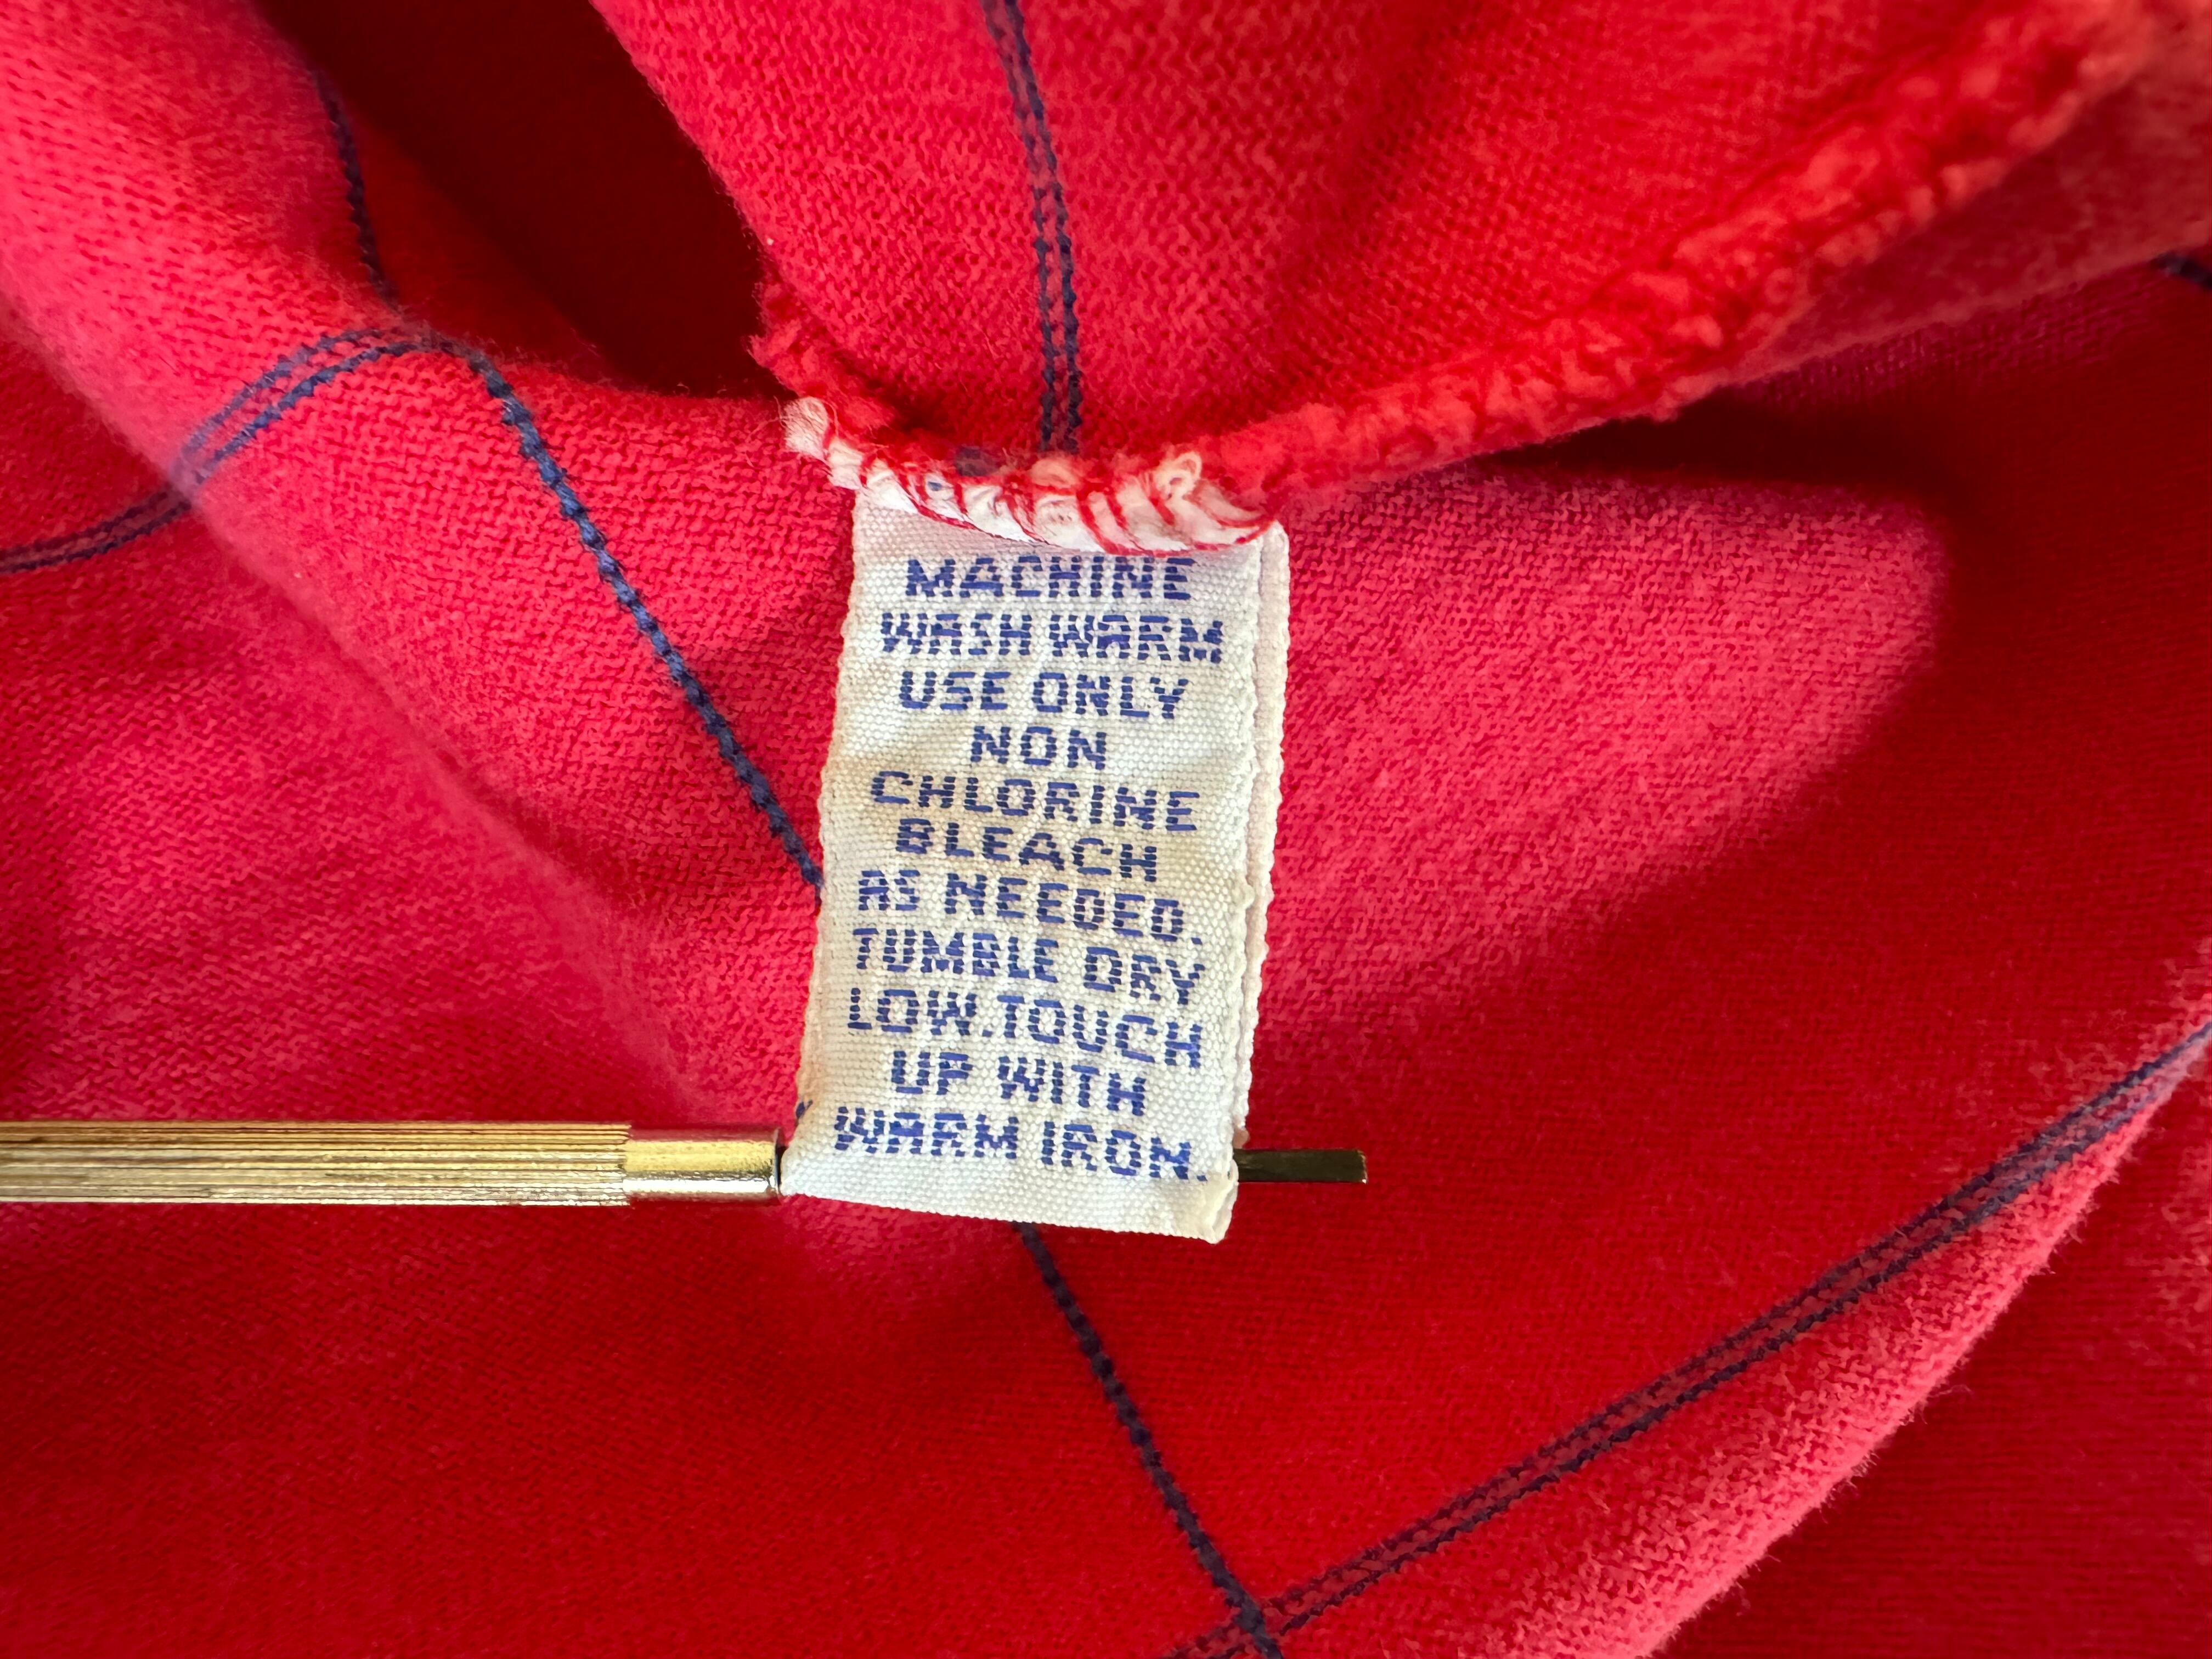 MACHINE
WASH WARM
USE ONLY
NON
CHLORINE
BLEACH
AS NEEDED.
TUMBLE DRY
LOW.TOUCH
UP WITH
WARM IRON.